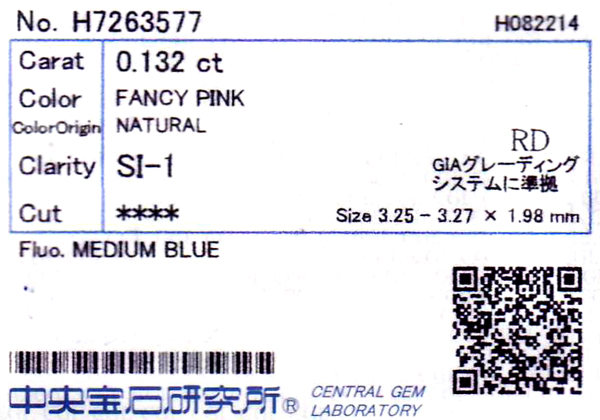 No. H7263577 H082214
Carat 0.132 ct
Color FANCY PINK
ColorOrigin NATURAL
RD
Clarity SI-1 GIAグレーディング
システムに準拠
Cut **** Size 3.25 - 3.27 × 1.98 mm
Fluo. MEDIUM BLUE
中央宝石研究所® CENTRAL GEM
LABORATORY